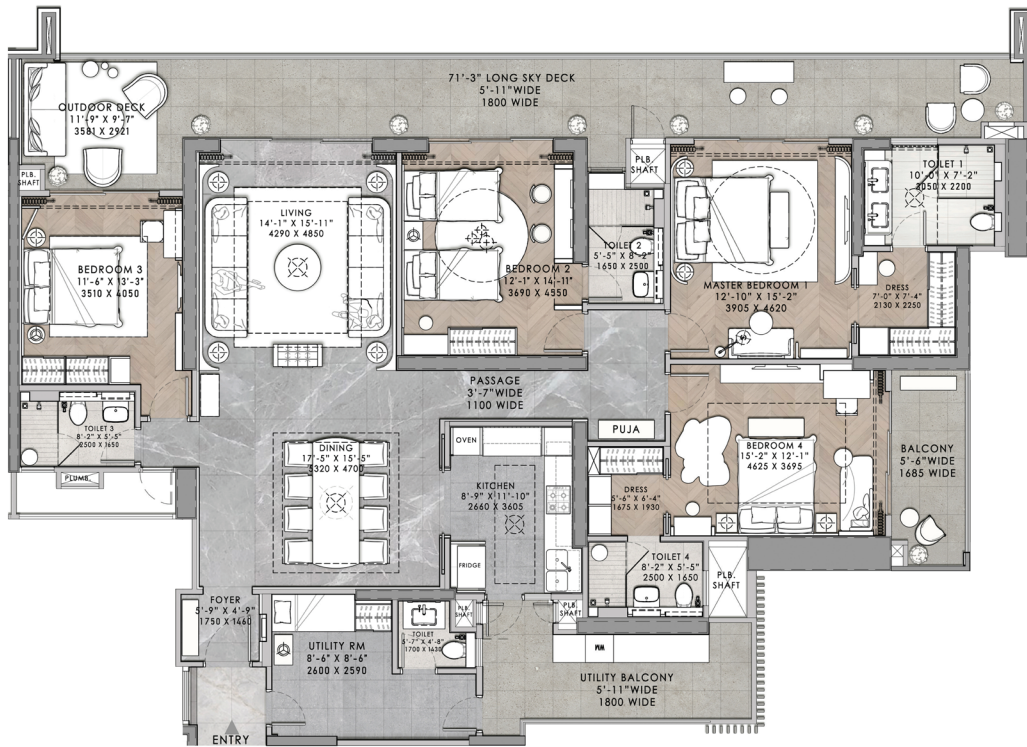 71'-3" LONG SKY DECK
5'-11"WIDE
1800 WIDE
OUTDOOR DECK
11'-9" X 9'-7"
3581 X 2921
PLB.
SHAFT
PLB.
SHAFT
TOILET 1
10'-0" X 7'-2"
3050 X 2200
LIVING
14'-1" X 15'-11"
4290 X 4850
BEDROOM 3
11'-6" X 13'-3"
3510 X 4050
BEDROOM 2
12'-1" X 14'-11"
3690 X 4550
TOILET 2
5'-5" X 8'-2"
1650 X 2500
MASTER BEDROOM 1
12'-10" X 15'-2"
3905 X 4620
DRESS
7'-0" X 7'-4"
2130 X 2250
PASSAGE
3'-7"WIDE
1100 WIDE
PUJA
TOILET 3
8'-2" X 5'-5"
2500 X 1650
PLUMB.
DINING
17'-5" X 15'-5"
5320 X 4700
OVEN
KITCHEN
8'-9" X 11'-10"
2660 X 3605
FRIDGE
BEDROOM 4
15'-2" X 12'-1"
4625 X 3695
BALCONY
5'-6"WIDE
1685 WIDE
DRESS
5'-6" X 6'-4"
1675 X 1930
TOILET 4
8'-2" X 5'-5"
2500 X 1650
PLB.
SHAFT
FOYER
5'-9" X 4'-9"
1750 X 1460
PLB.
SHAFT
PLB.
SHAFT
UTILITY RM
8'-6" X 8'-6"
2600 X 2590
TOILET
5'-7" X 4'-8"
1700 X 1430
WM
UTILITY BALCONY
5'-11"WIDE
1800 WIDE
ENTRY